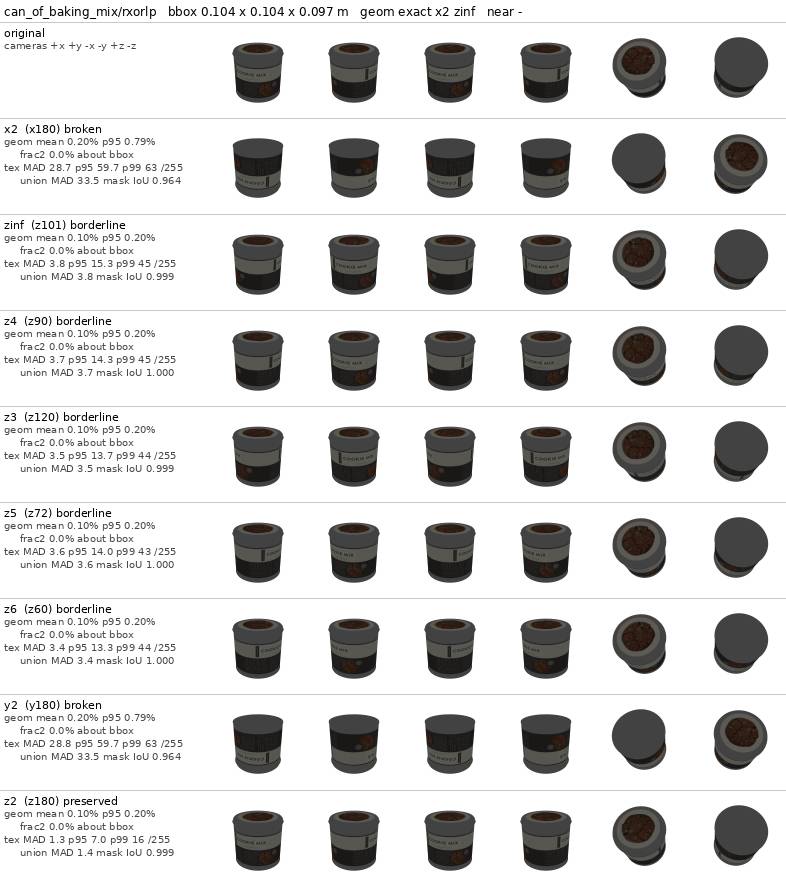 can_of_baking_mix/rxorlp bbox 0.104 x 0.104 x 0.097 m geom exact x2 zinf near -
original
cameras +x +y -x -y +z -z
x2 (x180) broken
geom mean 0.20% p95 0.79%
frac2 0.0% about bbox
tex MAD 28.7 p95 59.7 p99 63 /255
union MAD 33.5 mask IoU 0.964
zinf (z101) borderline
geom mean 0.10% p95 0.20%
frac2 0.0% about bbox
tex MAD 3.8 p95 15.3 p99 45 /255
union MAD 3.8 mask IoU 0.999
COOKIE MIX
z4 (z90) borderline
geom mean 0.10% p95 0.20%
frac2 0.0% about bbox
tex MAD 3.7 p95 14.3 p99 45 /255
union MAD 3.7 mask IoU 1.000
z3 (z120) borderline
geom mean 0.10% p95 0.20%
frac2 0.0% about bbox
tex MAD 3.5 p95 13.7 p99 44 /255
union MAD 3.5 mask IoU 0.999
COOKIE MIX COOKIE MIX
z5 (z72) borderline
geom mean 0.10% p95 0.20%
frac2 0.0% about bbox
tex MAD 3.6 p95 14.0 p99 43 /255
union MAD 3.6 mask IoU 1.000
z6 (z60) borderline
geom mean 0.10% p95 0.20%
frac2 0.0% about bbox
tex MAD 3.4 p95 13.3 p99 44 /255
union MAD 3.4 mask IoU 1.000
y2 (y180) broken
geom mean 0.20% p95 0.79%
frac2 0.0% about bbox
tex MAD 28.8 p95 59.7 p99 63 /255
union MAD 33.5 mask IoU 0.964
z2 (z180) preserved
geom mean 0.10% p95 0.20%
frac2 0.0% about bbox
tex MAD 1.3 p95 7.0 p99 16 /255
union MAD 1.4 mask IoU 0.999